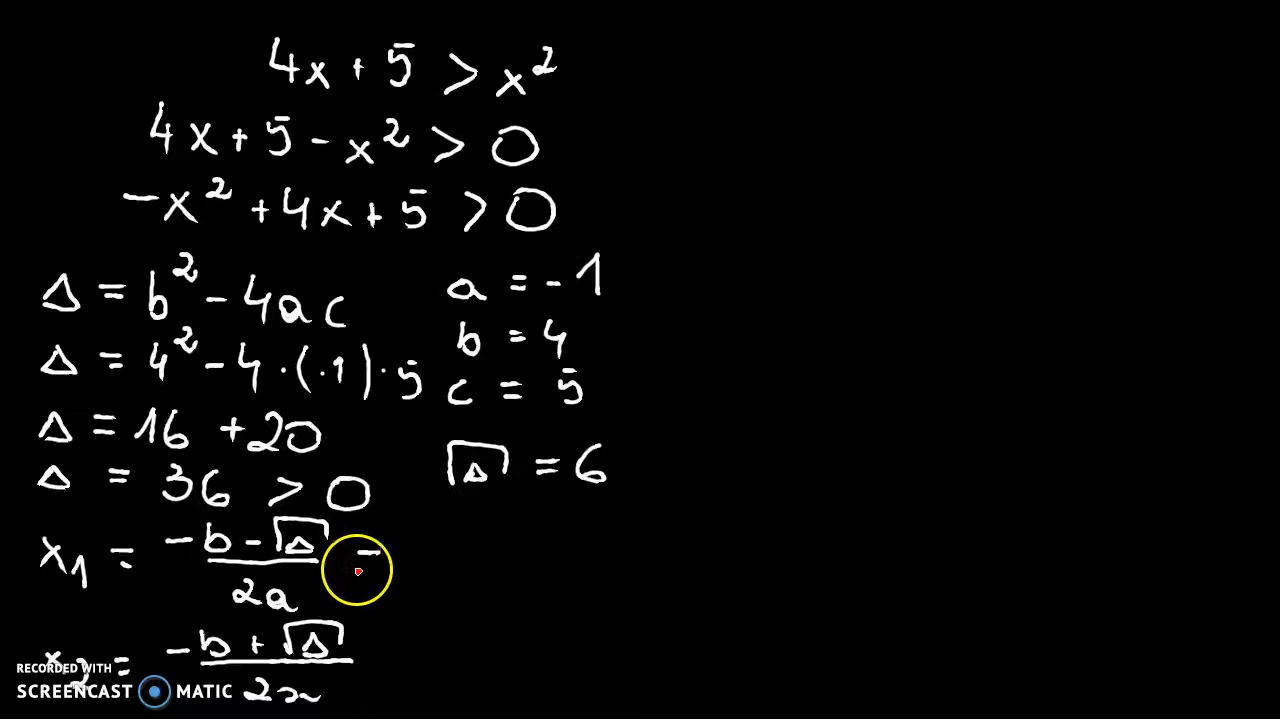 4x + 5 > x²
4x + 5 - x² > 0
-x² + 4x + 5 > 0
Δ = b² - 4ac
a = -1
b = 4
Δ = 4² - 4 · (-1) · 5
c = 5
Δ = 16 + 20
√Δ = 6
Δ = 36 > 0
x₁ = (-b - √Δ)/2a =
x₂ = (-b + √Δ)/2a
RECORDED WITH
SCREENCAST MATIC